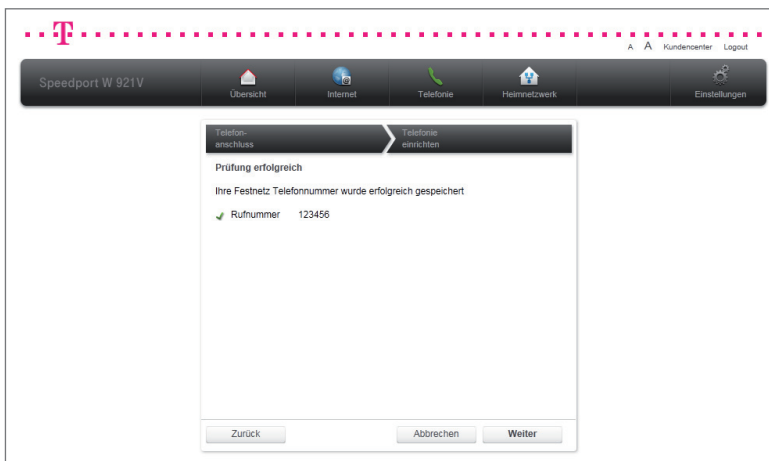 T
A A Kundencenter Logout
Speedport W 921V
Übersicht Internet Telefonie Heimnetzwerk Einstellungen
Telefon-
anschluss
Telefonie
einrichten
Prüfung erfolgreich
Ihre Festnetz Telefonnummer wurde erfolgreich gespeichert
Rufnummer 123456
Zurück Abbrechen Weiter